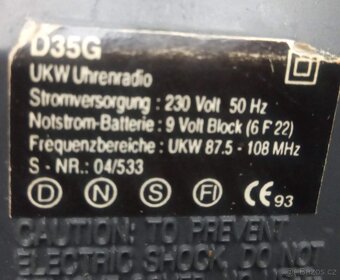 D35G
UKW Uhrenradio
Stromversorgung : 230 Volt 50 Hz
Notstrom-Batterie : 9 Volt Block (6 F 22)
Frequenzbereiche : UKW 87.5 - 108 MHz
S - NR.: 04/533
D N S FI CE 93
CAUTION: TO PREVENT
ELECTRIC SHOCK, DO NOT